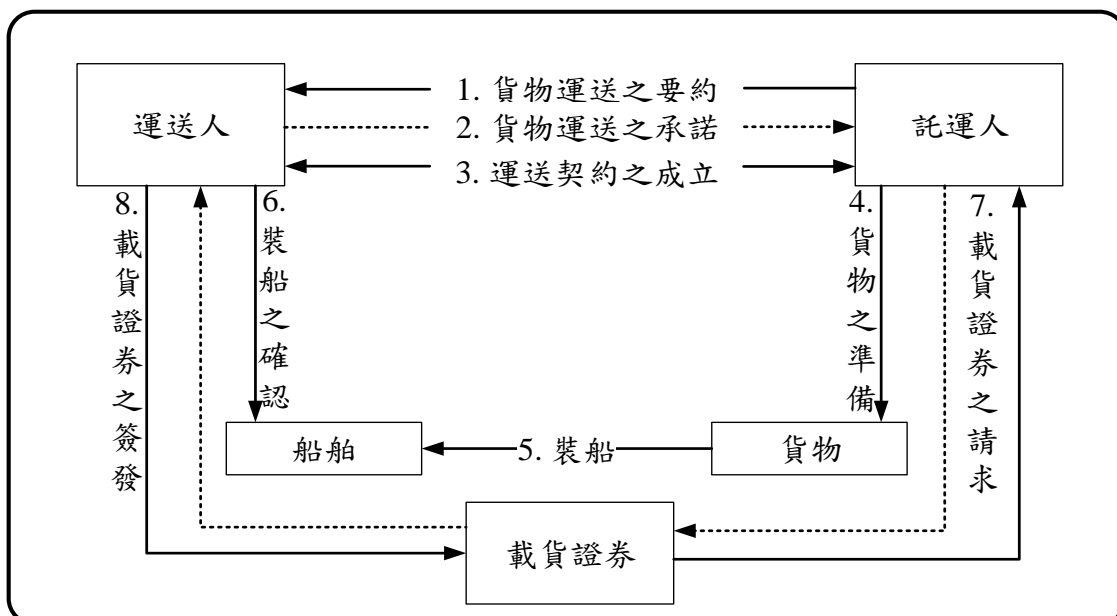 運送人
1. 貨物運送之要約
2. 貨物運送之承諾
3. 運送契約之成立
託運人
8. 載貨證券之簽發
6. 裝船之確認
4. 貨物之準備
7. 載貨證券之請求
船舶
5. 裝船
貨物
載貨證券